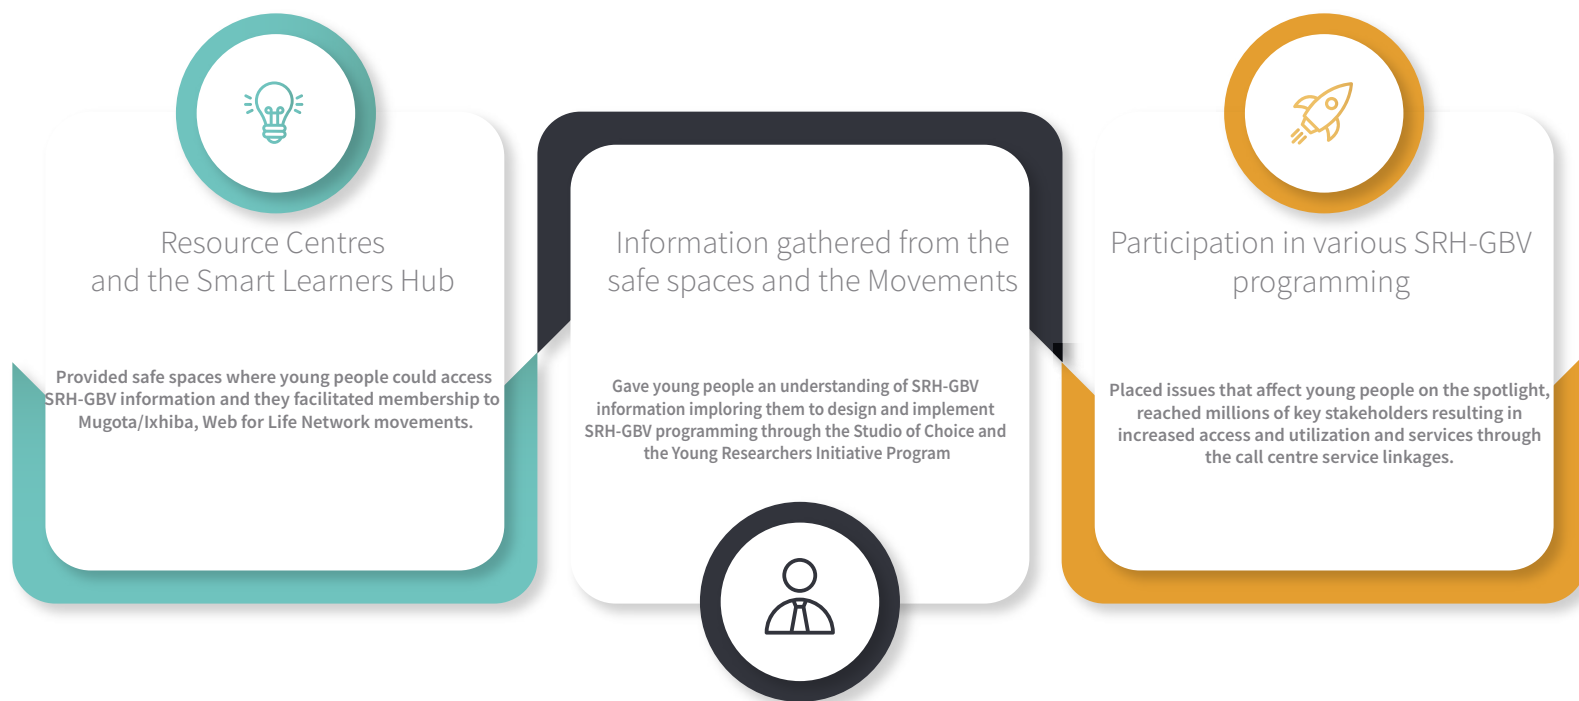 Resource Centres
and the Smart Learners Hub
Provided safe spaces where young people could access
SRH-GBV information and they facilitated membership to
Mugota/Ixhiba, Web for Life Network movements.
Information gathered from the
safe spaces and the Movements
Gave young people an understanding of SRH-GBV
information imploring them to design and implement
SRH-GBV programming through the Studio of Choice and
the Young Researchers Initiative Program
Participation in various SRH-GBV
programming
Placed issues that affect young people on the spotlight,
reached millions of key stakeholders resulting in
increased access and utilization and services through
the call centre service linkages.